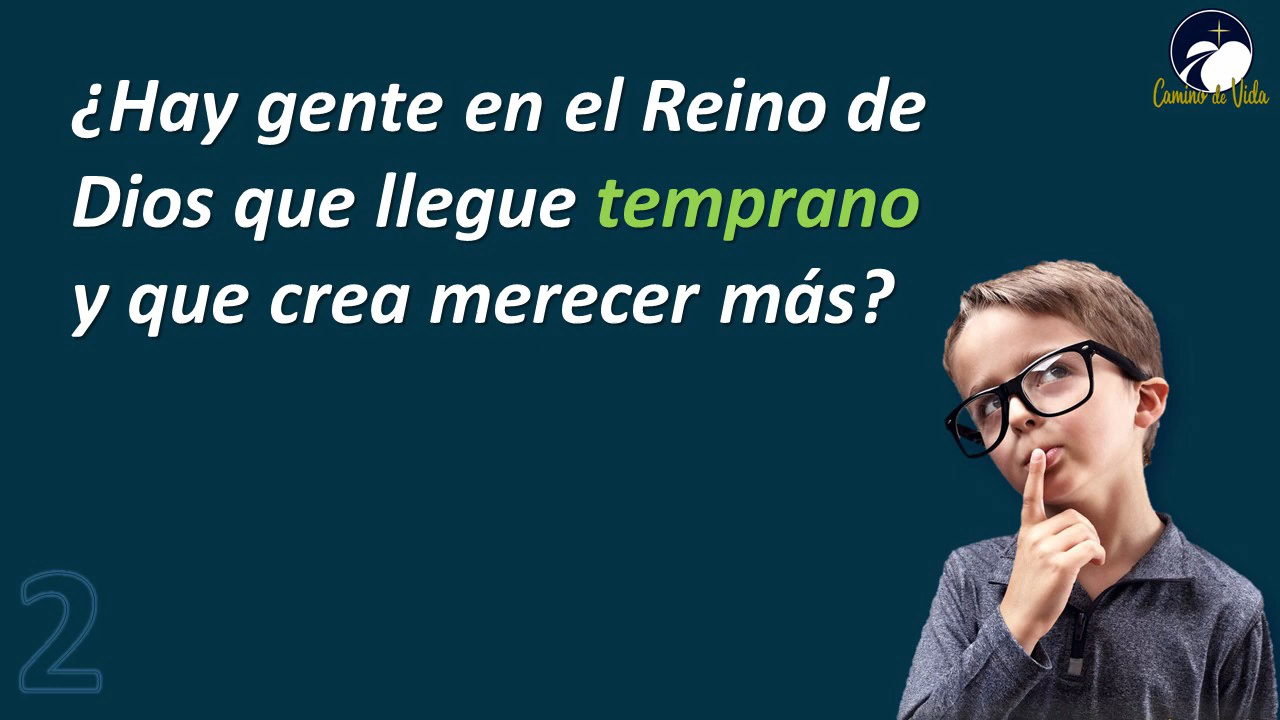 Camino de Vida
¿Hay gente en el Reino de
Dios que llegue temprano
y que crea merecer más?
2